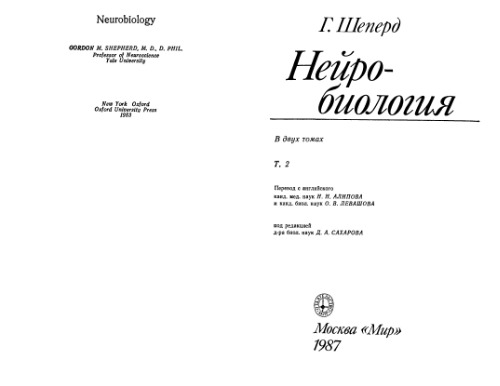 Neurobiology
GORDON M. SHEPHERD, M. D., D. PHIL.
Professor of Neuroscience
Yale University
New York Oxford
Oxford University Press
1983
Г. Шеперд
Нейро-
биология
В двух томах
Т. 2
Перевод с английского
канд. мед. наук Н. Н. АЛИПОВА
и канд. биол. наук О. В. ЛЕВАШОВА
под редакцией
д-ра биол. наук Д. А. САХАРОВА
Москва «Мир»
1987